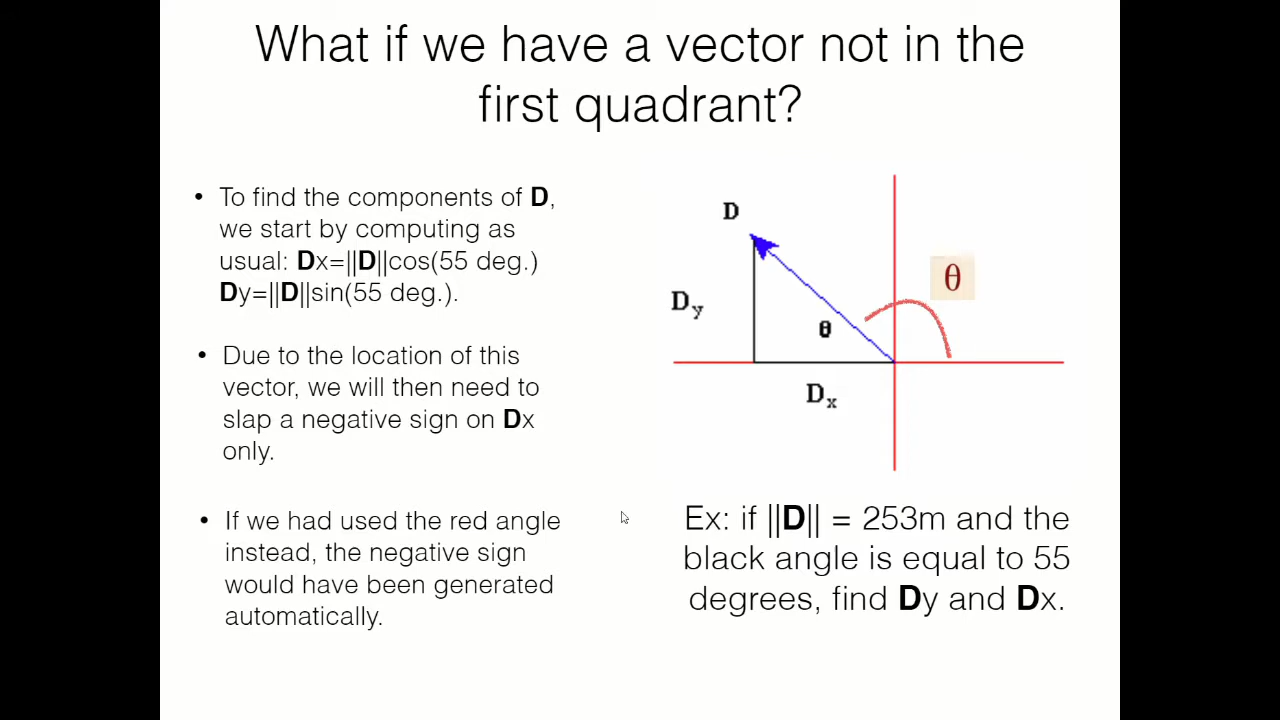 What if we have a vector not in the
first quadrant?
• To find the components of D,
we start by computing as
usual: Dx=||D||cos(55 deg.)
Dy=||D||sin(55 deg.).
• Due to the location of this
vector, we will then need to
slap a negative sign on Dx
only.
• If we had used the red angle
instead, the negative sign
would have been generated
automatically.
D
θ
Dy
θ
Dx
Ex: if ||D|| = 253m and the
black angle is equal to 55
degrees, find Dy and Dx.